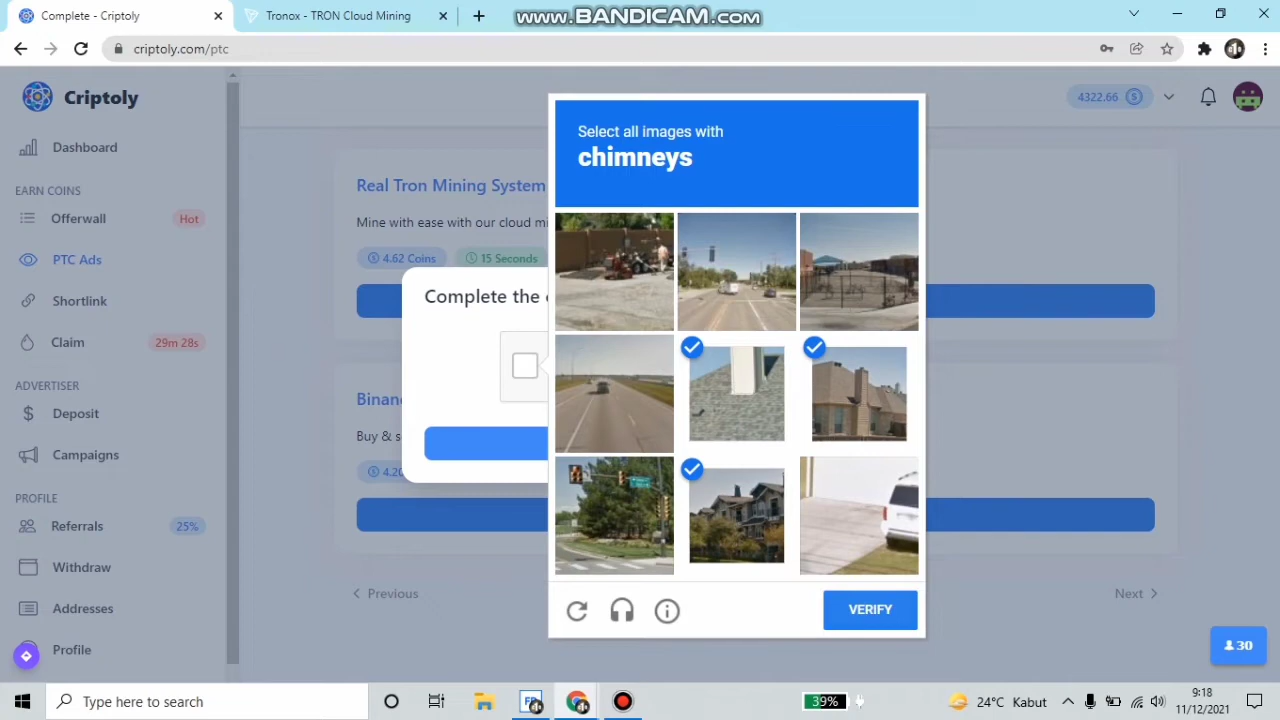 Complete - Criptoly
Tronox - TRON Cloud Mining
www.BANDICAM.com
criptoly.com/ptc
Criptoly
4322.66
Dashboard
EARN COINS
Offerwall Hot
PTC Ads
Shortlink
Claim 29m 28s
ADVERTISER
Deposit
Campaigns
PROFILE
Referrals 25%
Withdraw
Addresses
Profile
Real Tron Mining System
Mine with ease with our cloud
4.62 Coins 15 Seconds
Complete the
Buy & s
4.20
Previous
Next
Select all images with
chimneys
VERIFY
30
Type here to search
39%
24°C Kabut
9:18
11/12/2021